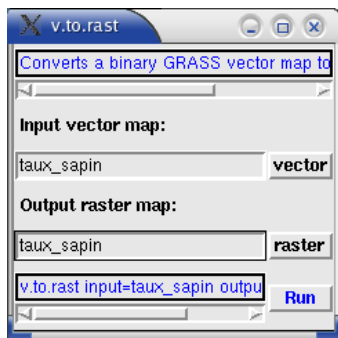 v.to.rast
Converts a binary GRASS vector map to
Input vector map:
taux_sapin vector
Output raster map:
taux_sapin raster
v.to.rast input=taux_sapin outpu
Run